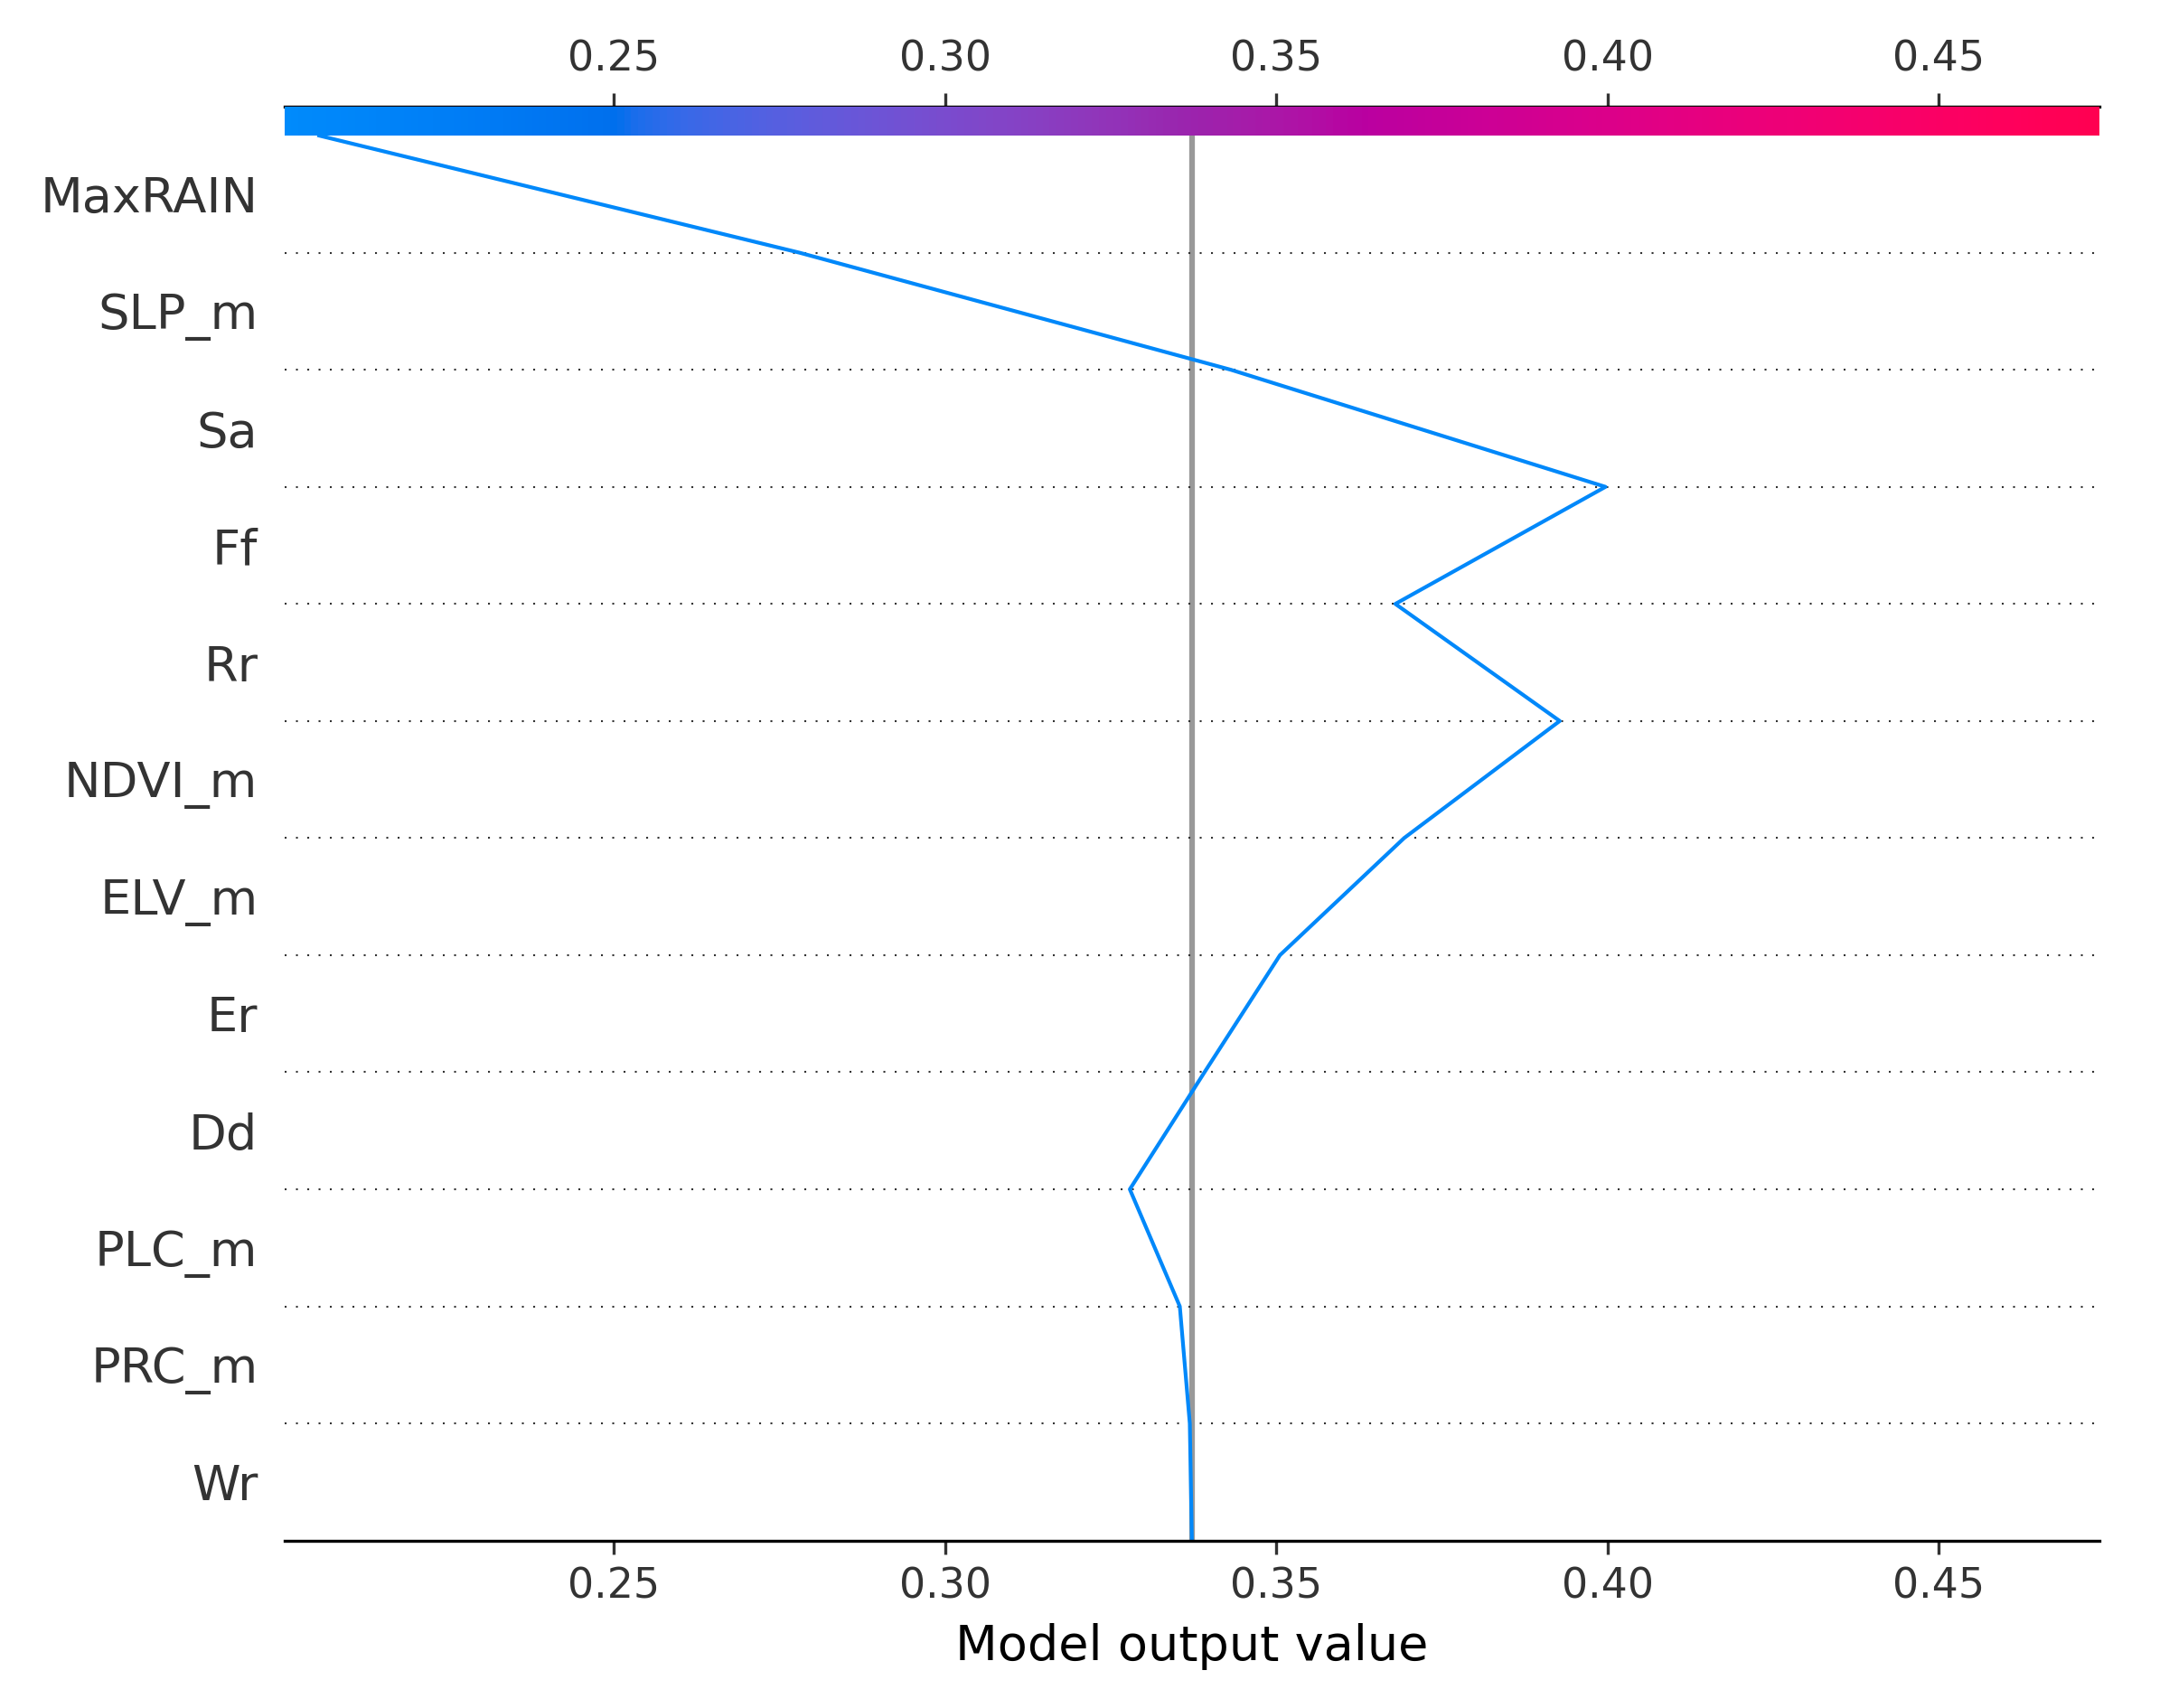 0.25 0.30 0.35 0.40 0.45
MaxRAIN
SLP_m
Sa
Ff
Rr
NDVI_m
ELV_m
Er
Dd
PLC_m
PRC_m
Wr
0.25 0.30 0.35 0.40 0.45
Model output value